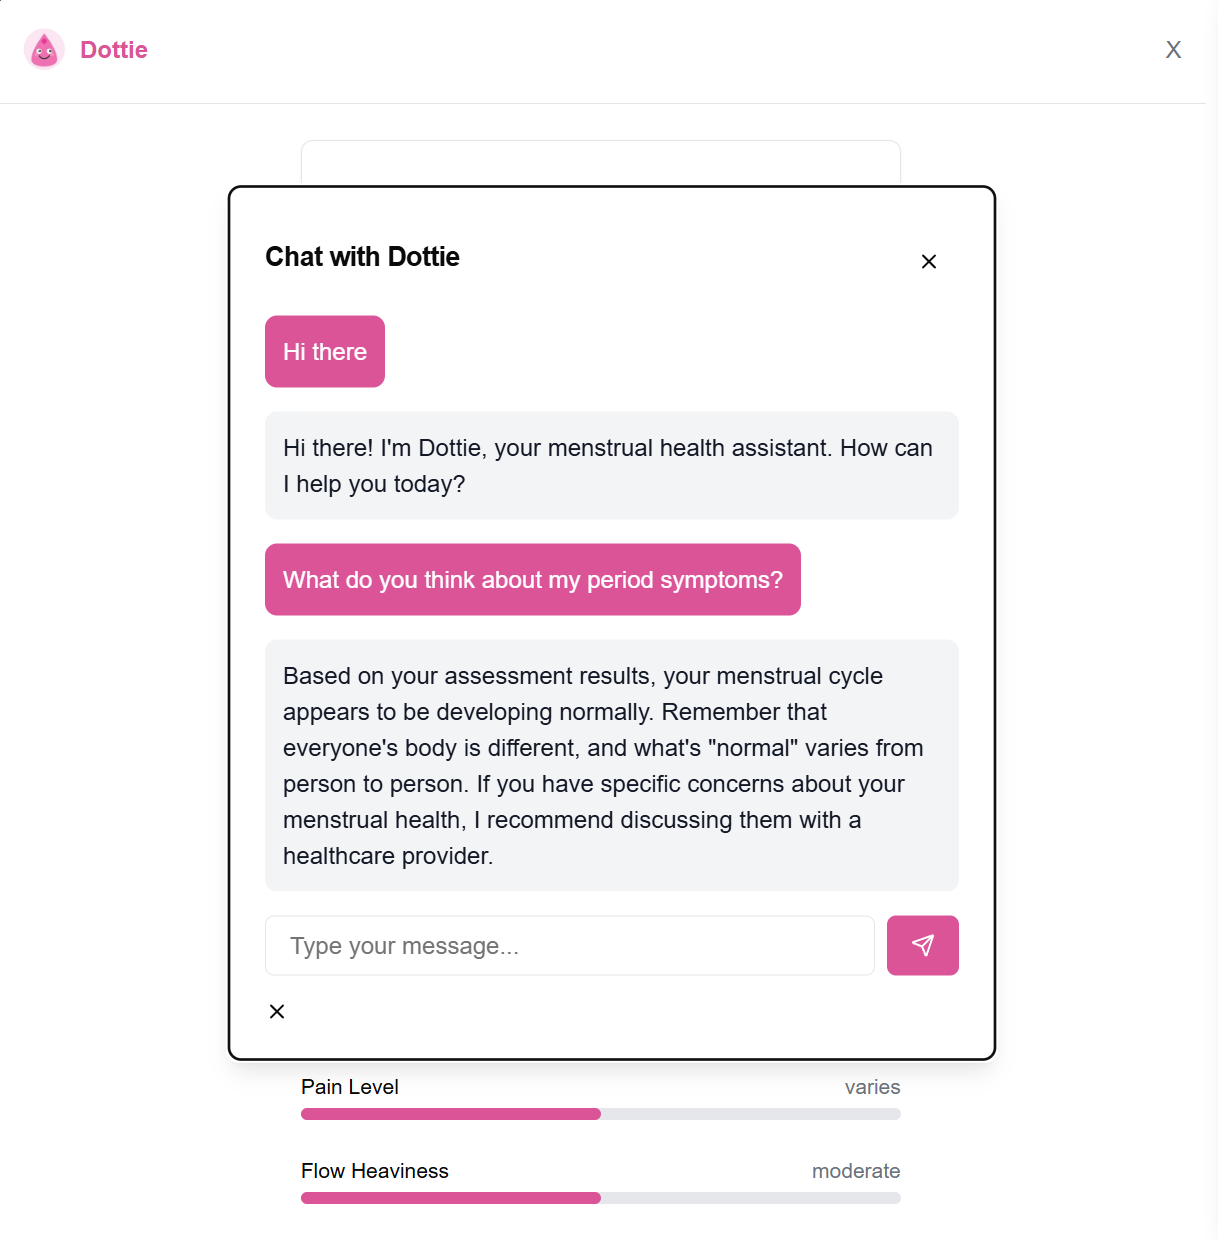 Dottie
X
Chat with Dottie
Hi there
Hi there! I'm Dottie, your menstrual health assistant. How can
I help you today?
What do you think about my period symptoms?
Based on your assessment results, your menstrual cycle
appears to be developing normally. Remember that
everyone's body is different, and what's "normal" varies from
person to person. If you have specific concerns about your
menstrual health, I recommend discussing them with a
healthcare provider.
Type your message...
Pain Level varies
Flow Heaviness moderate